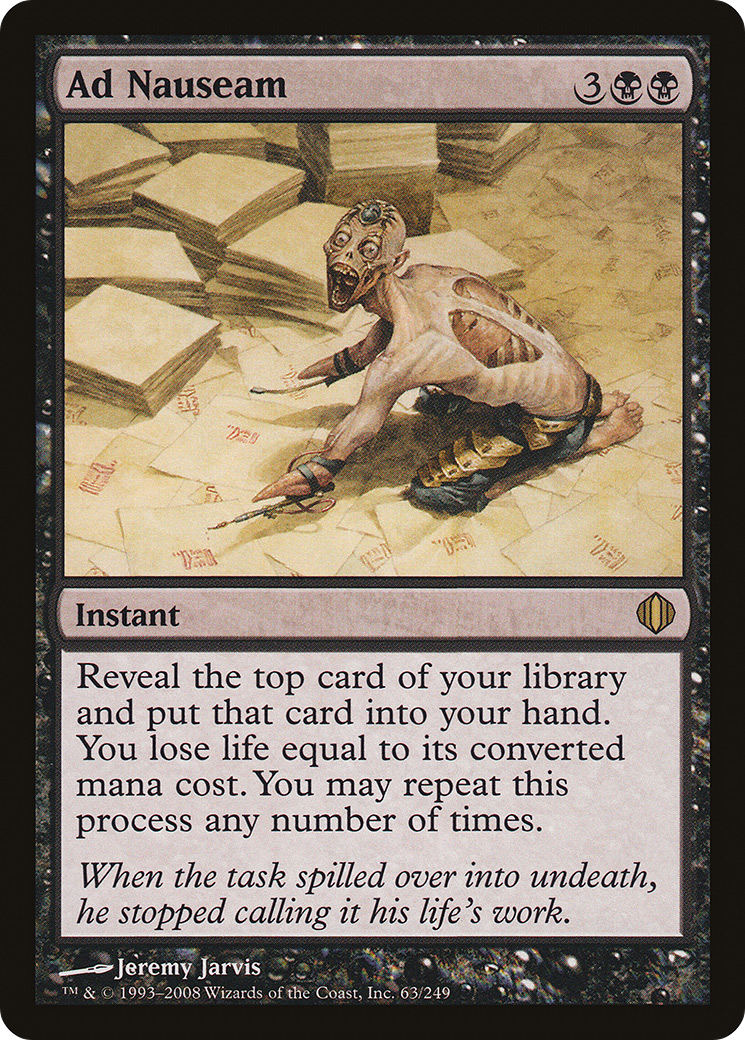 Ad Nauseam 3
Instant
Reveal the top card of your library
and put that card into your hand.
You lose life equal to its converted
mana cost. You may repeat this
process any number of times.
When the task spilled over into undeath,
he stopped calling it his life's work.
Jeremy Jarvis
™ & © 1993–2008 Wizards of the Coast, Inc. 63/249